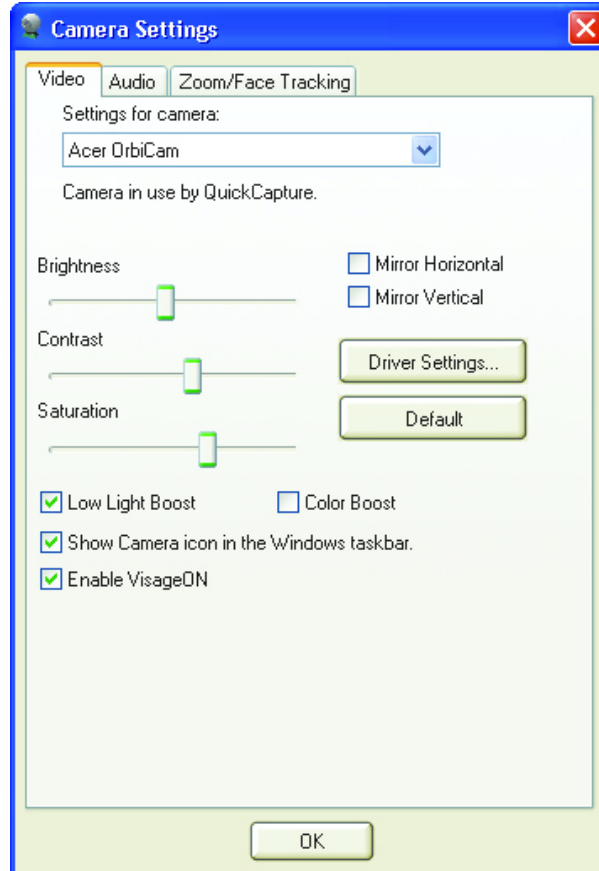 Camera Settings
Video Audio Zoom/Face Tracking
Settings for camera:
Acer OrbiCam
Camera in use by QuickCapture.
Brightness
Mirror Horizontal
Mirror Vertical
Contrast
Driver Settings...
Saturation
Default
Low Light Boost Color Boost
Show Camera icon in the Windows taskbar.
Enable VisageON
OK